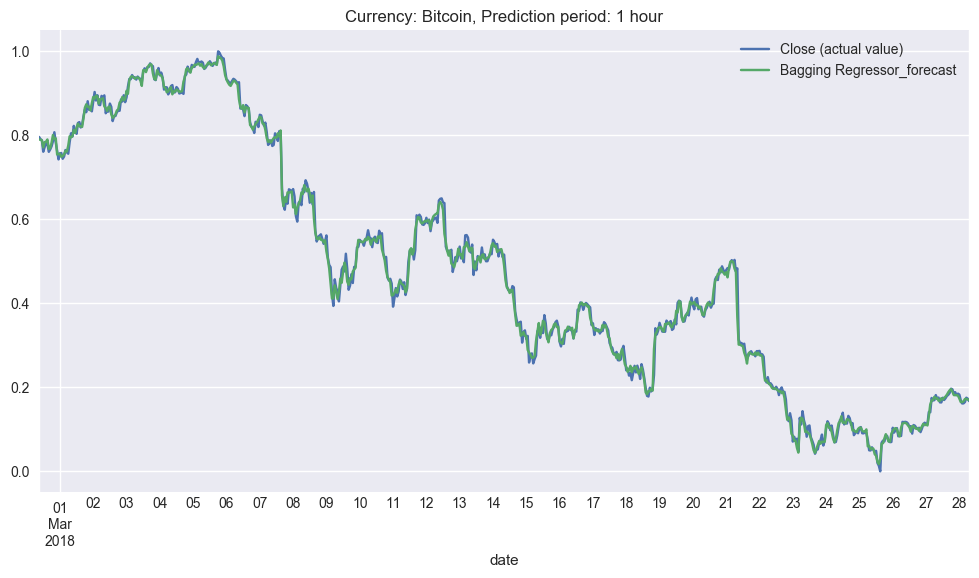 Currency: Bitcoin, Prediction period: 1 hour
Close (actual value)
Bagging Regressor_forecast
1.0
0.8
0.6
0.4
0.2
0.0
01 02 03 04 05 06 07 08 09 10 11 12 13 14 15 16 17 18 19 20 21 22 23 24 25 26 27 28
Mar
2018
date